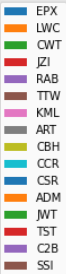 EPX
LWC
CWT
JZI
RAB
TTW
KML
ART
CBH
CCR
CSR
ADM
JWT
TST
C2B
SSI